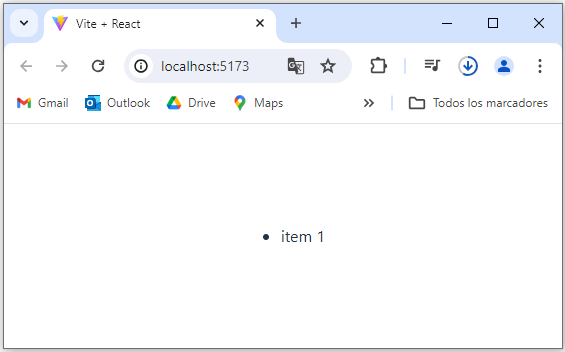 Vite + React
localhost:5173
Gmail Outlook Drive Maps Todos los marcadores
item 1